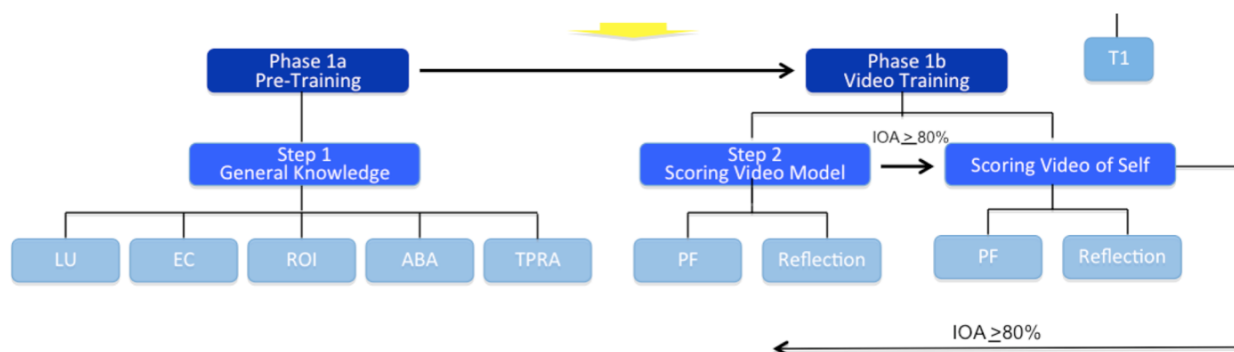 Phase 1a
Pre-Training
Phase 1b
Video Training
T1
IOA ≥80%
Step 1
General Knowledge
Step 2
Scoring Video Model
Scoring Video of Self
LU
EC
ROI
ABA
TPRA
PF
Reflection
PF
Reflection
IOA ≥80%